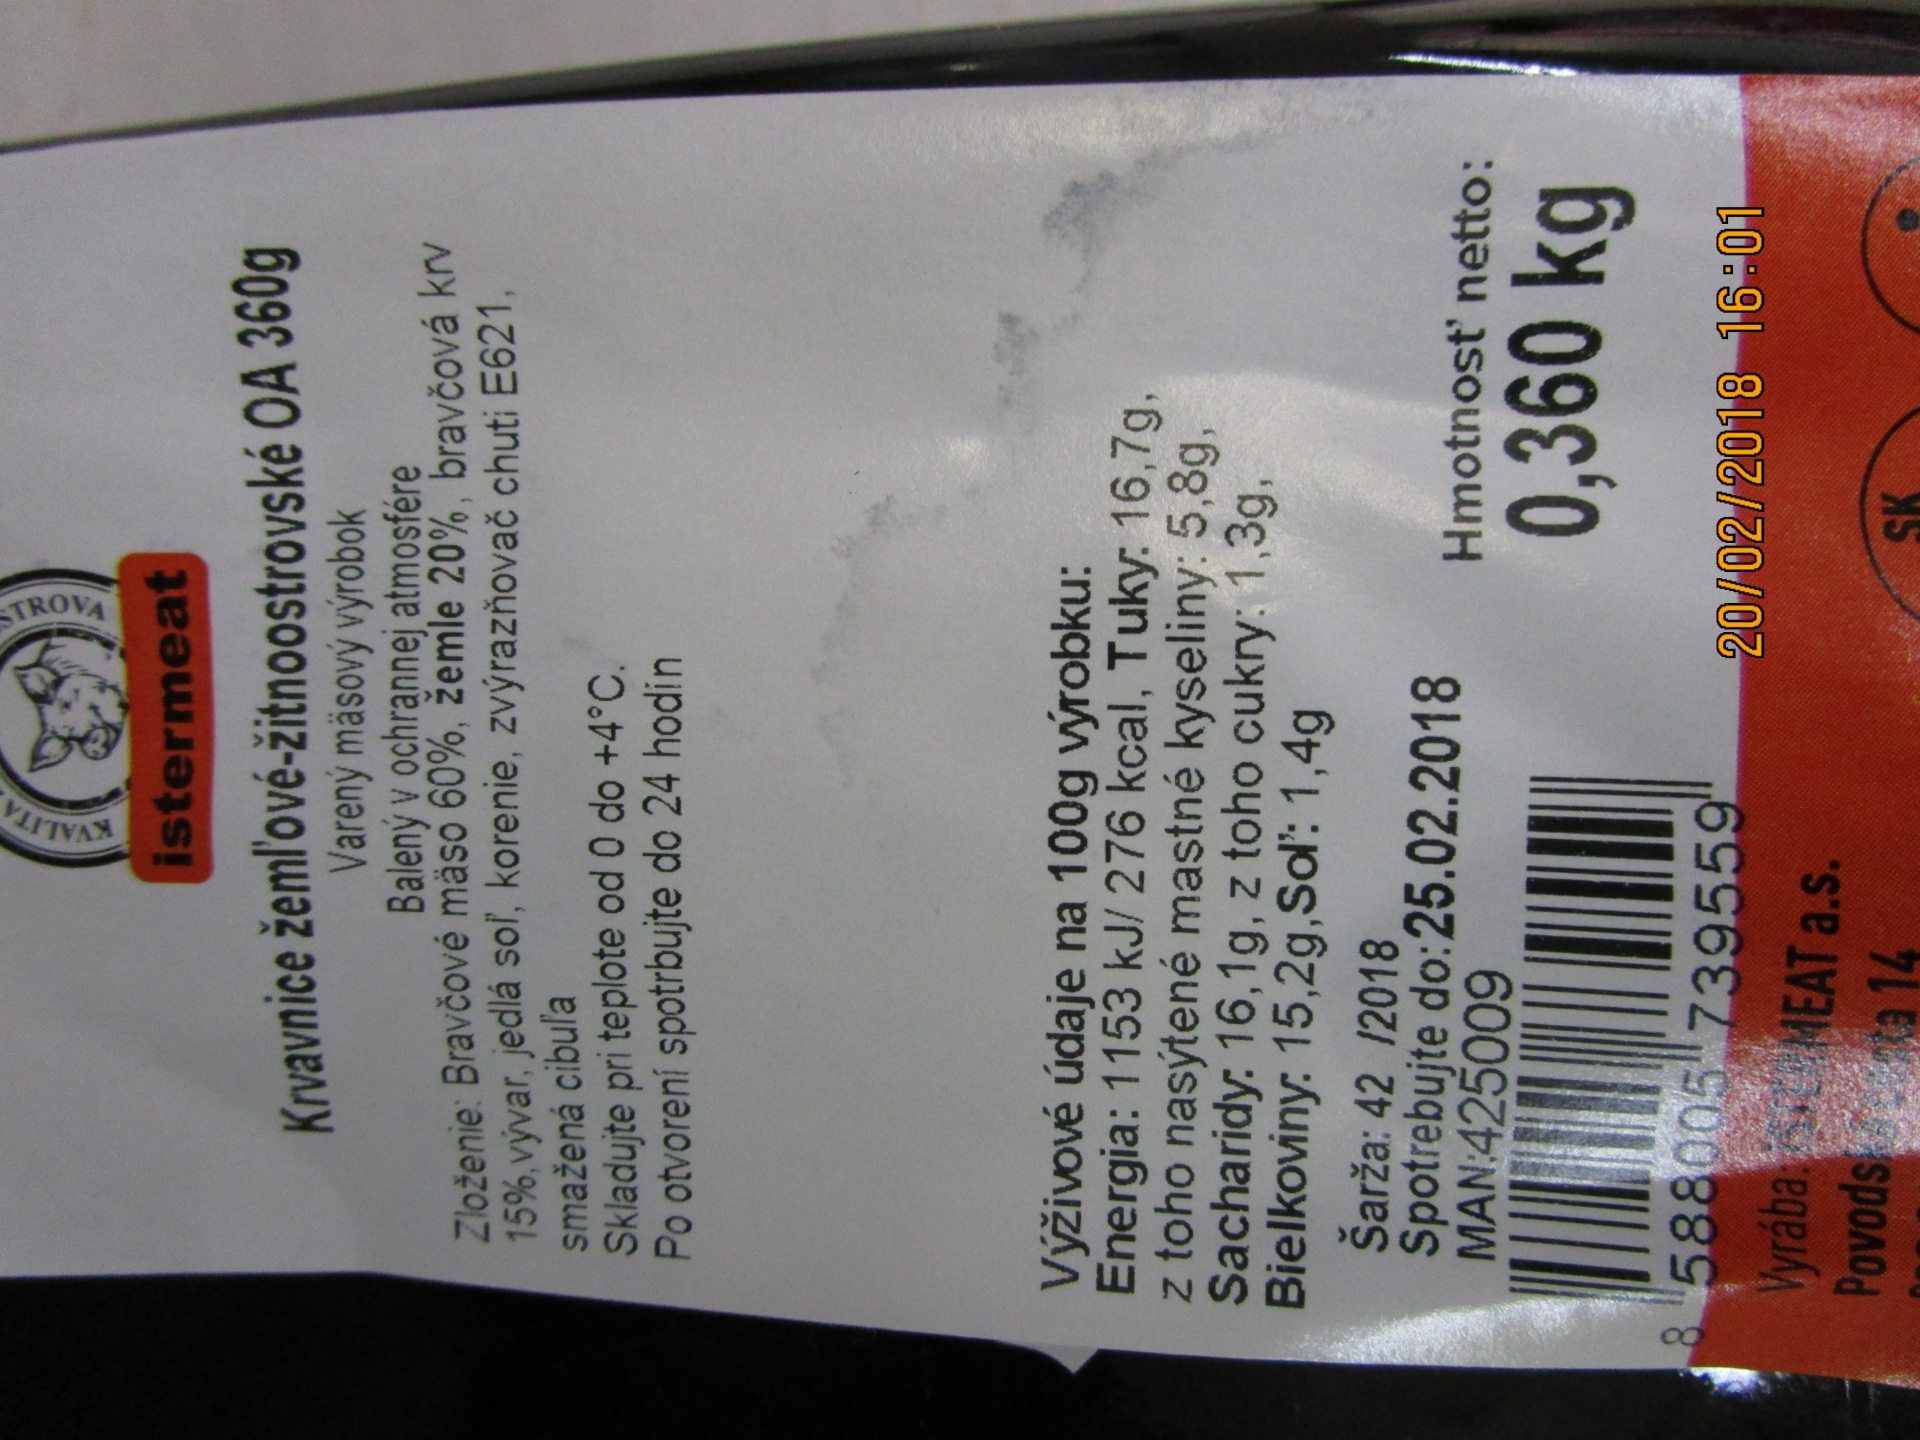 STROVA
KVALITA
istermeat
Krvavnice žemľové-žitnoostrovské OA 360g
Varený mäsový výrobok
Balený v ochrannej atmosfére
Zloženie: Bravčové mäso 60%, žemle 20%, bravčová krv
15%,vývar, jedlá soľ, korenie, zvýrazňovač chuti E621,
smažená cibuľa
Skladujte pri teplote od 0 do +4°C.
Po otvorení spotrbujte do 24 hodín
Výživové údaje na 100g výrobku:
Energia: 1153 kJ/ 276 kcal, Tuky: 16,7g,
z toho nasýtené mastné kyseliny: 5,8g,
Sacharidy: 16,1g, z toho cukry: 1,3g,
Bielkoviny: 15,2g,Soľ: 1,4g
Šarža: 42 /2018
Spotrebujte do:25.02.2018
MAN:425009
Hmotnosť netto:
0,360 kg
8 588005 739559
20/02/2018 16:01
Vyrába: ISTERMEAT a.s.
Povodská 14
SK